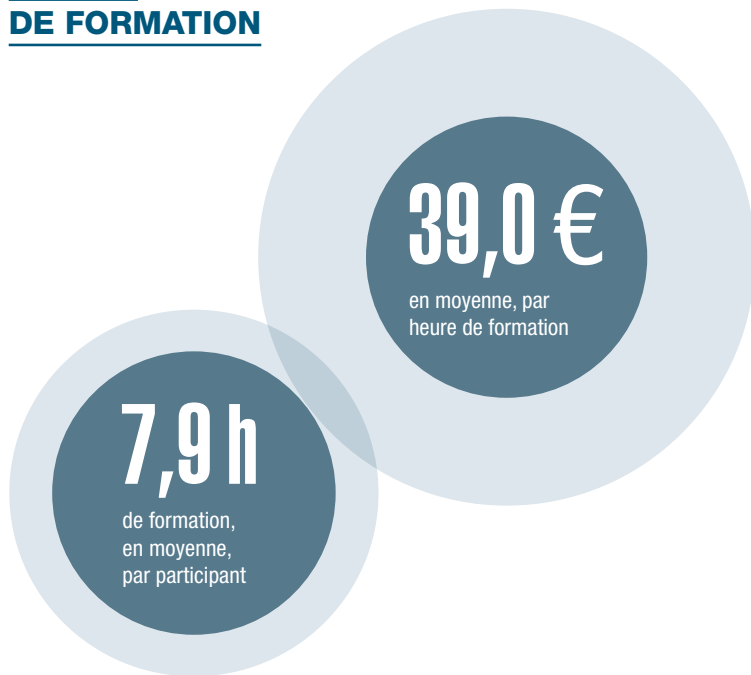 DE FORMATION
39,0 €
en moyenne, par
heure de formation
7,9 h
de formation,
en moyenne,
par participant